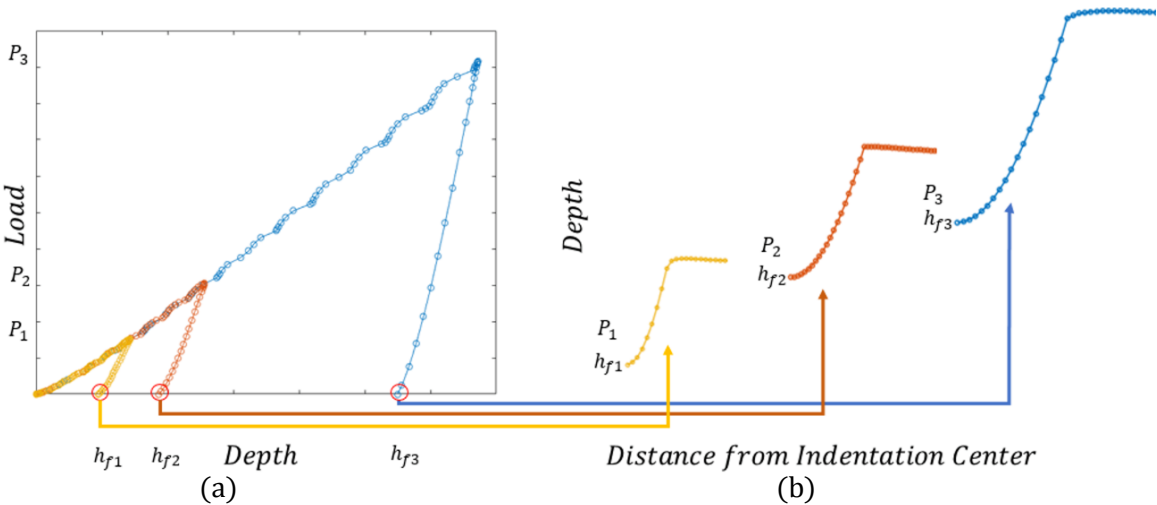 P3
Load
P2
P1
hf1
hf2
Depth
hf3
(a)
Depth
P1
hf1
P2
hf2
P3
hf3
Distance from Indentation Center
(b)